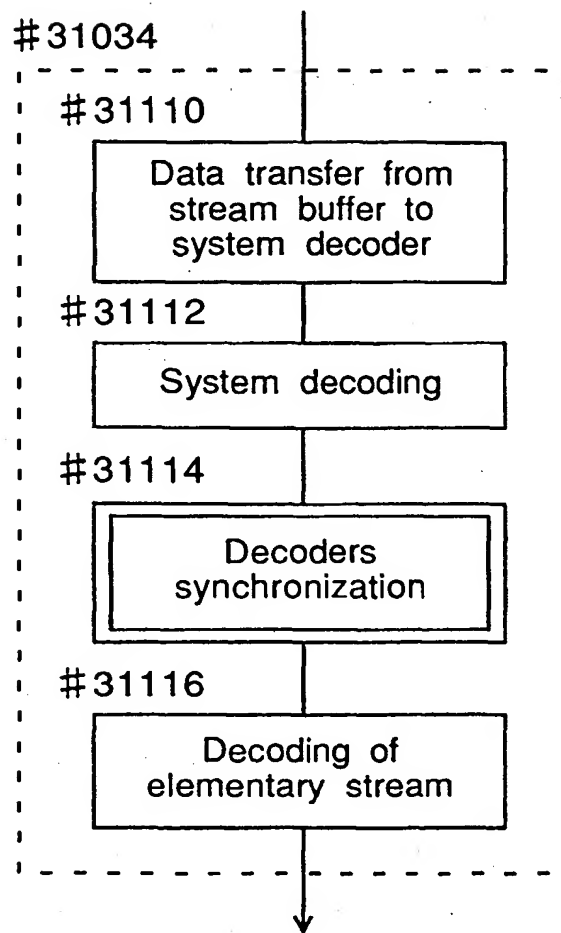 #31034
#31110
Data transfer from
stream buffer to
system decoder
#31112
System decoding
#31114
Decoders
synchronization
#31116
Decoding of
elementary stream